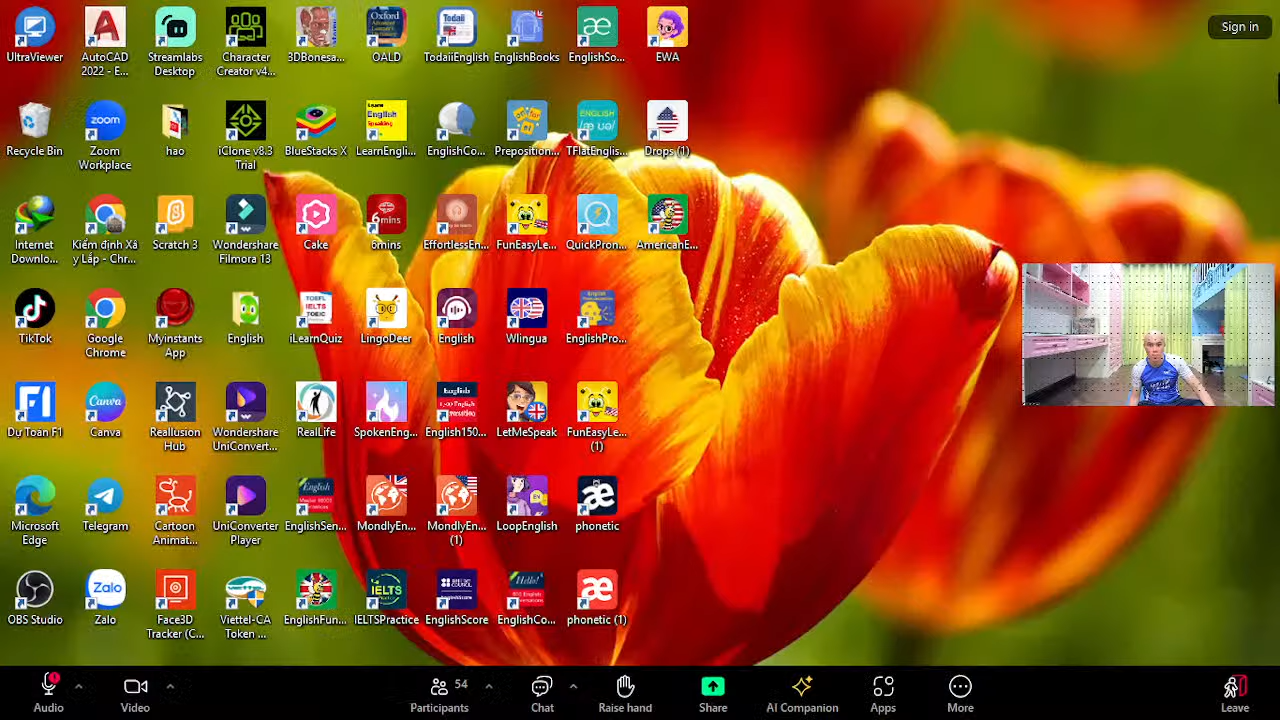 Sign in
UltraViewer
AutoCAD
2022 - E...
Streamlabs
Desktop
Character
Creator v4...
3DBonesa...
OALD
TodaiiEnglish
EnglishBooks
EnglishSo...
EWA
Recycle Bin
Zoom
Workplace
hao
iClone v8.3
Trial
BlueStacks X
LearnEngli...
EnglishCo...
Preposition...
TFlatEnglis...
Drops (1)
Internet
Downlo...
Kiểm định Xâ
y Lắp - Chr...
Scratch 3
Wondershare
Filmora 13
Cake
6mins
EffortlessEn...
FunEasyLe...
QuickPron...
AmericanE...
TikTok
Google
Chrome
Myinstants
App
English
iLearnQuiz
LingoDeer
English
Wlingua
EnglishPro...
Dự Toán F1
Canva
Reallusion
Hub
Wondershare
UniConvert...
RealLife
SpokenEng...
English150...
LetMeSpeak
FunEasyLe...
(1)
Microsoft
Edge
Telegram
Cartoon
Animat...
UniConverter
Player
EnglishSen...
MondlyEn...
MondlyEn...
(1)
LoopEnglish
phonetic
OBS Studio
Zalo
Face3D
Tracker (C...
Viettel-CA
Token ...
EnglishFun...
IELTSPractice
EnglishScore
EnglishCo...
phonetic (1)
Audio
Video
Participants
54
Chat
Raise hand
Share
AI Companion
Apps
More
Leave